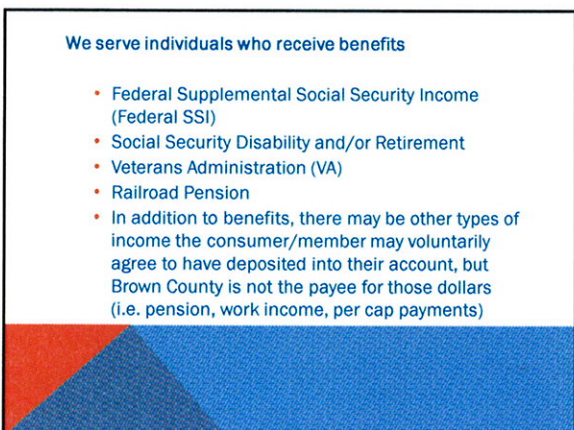 We serve individuals who receive benefits
• Federal Supplemental Social Security Income
(Federal SSI)
• Social Security Disability and/or Retirement
• Veterans Administration (VA)
• Railroad Pension
• In addition to benefits, there may be other types of
income the consumer/member may voluntarily
agree to have deposited into their account, but
Brown County is not the payee for those dollars
(i.e. pension, work income, per cap payments)